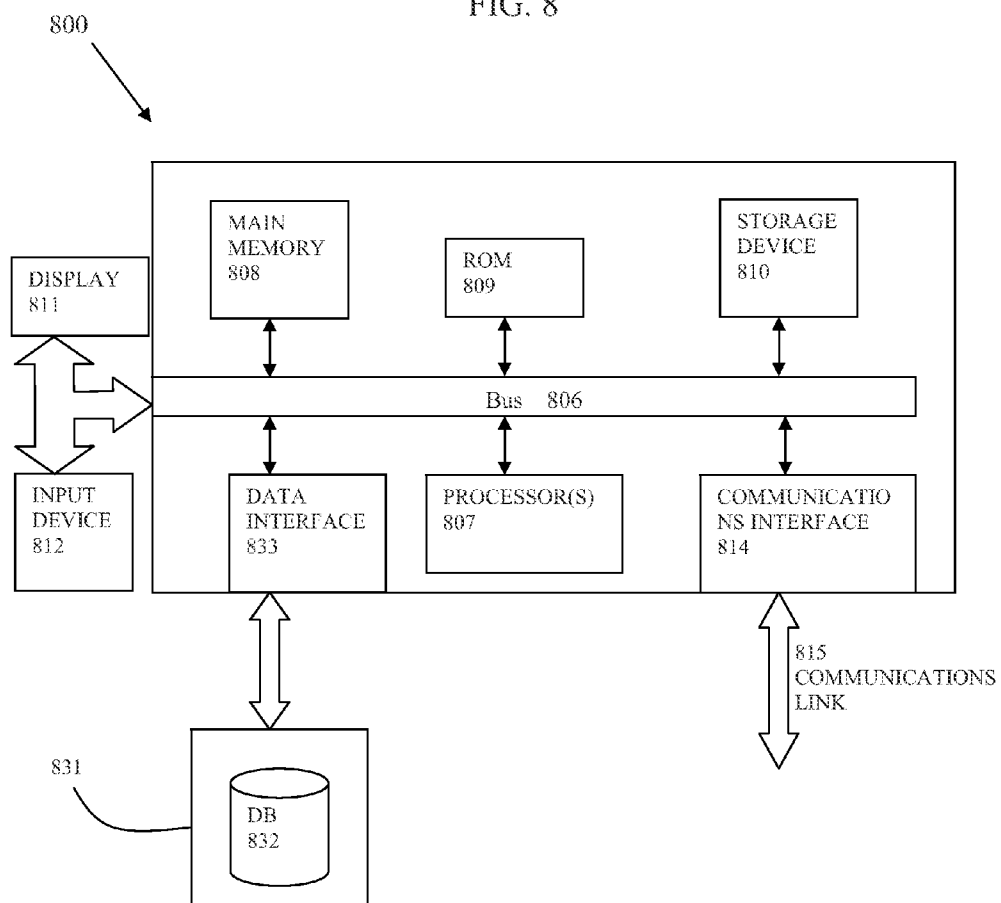 FIG. 8
800
MAIN
MEMORY
808
ROM
809
STORAGE
DEVICE
810
DISPLAY
811
Bus 806
INPUT
DEVICE
812
DATA
INTERFACE
833
PROCESSOR(S)
807
COMMUNICATIO
NS INTERFACE
814
815
COMMUNICATIONS
LINK
831
DB
832